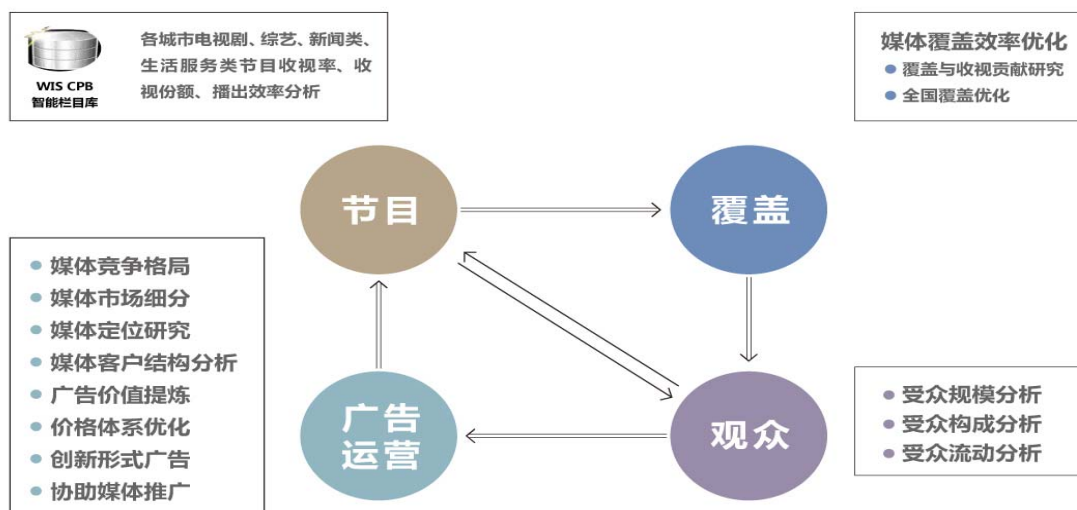 各城市电视剧、综艺、新闻类、
生活服务类节目收视率、收
视份额、播出效率分析
WIS CPB
智能栏目库
媒体覆盖效率优化
覆盖与收视贡献研究
全国覆盖优化
节目
覆盖
媒体竞争格局
媒体市场细分
媒体定位研究
媒体客户结构分析
广告价值提炼
价格体系优化
创新形式广告
协助媒体推广
广告
运营
观众
受众规模分析
受众构成分析
受众流动分析